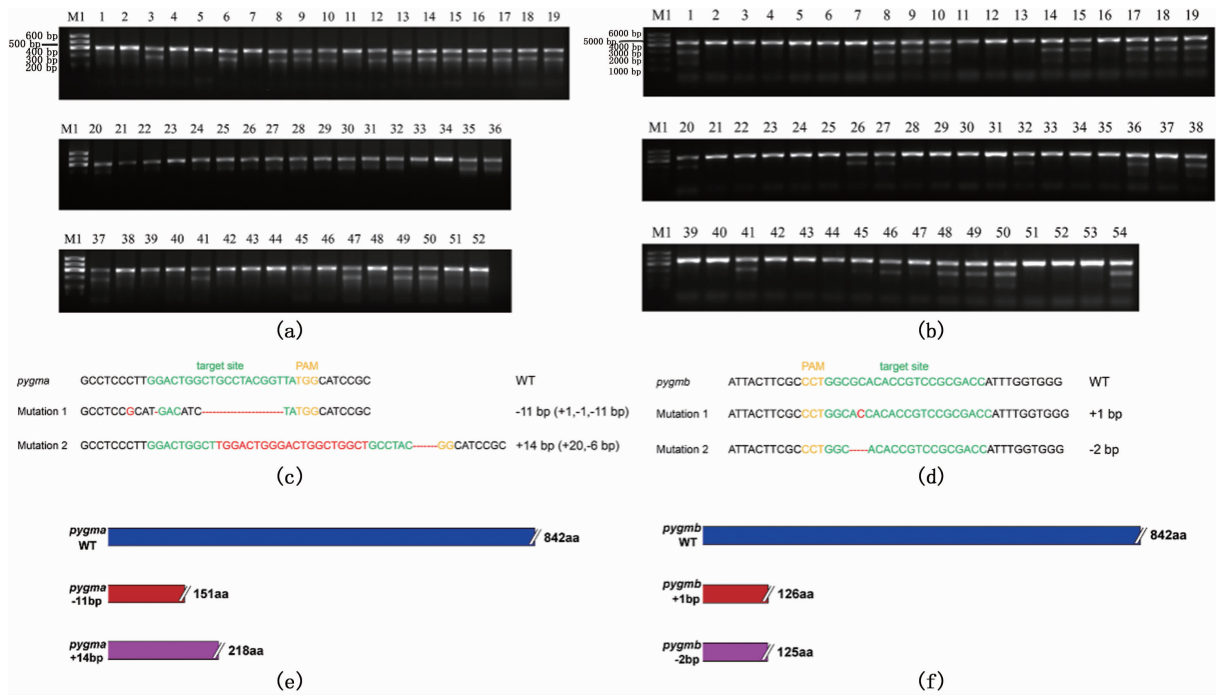 M1 1 2 3 4 5 6 7 8 9 10 11 12 13 14 15 16 17 18 19
600 bp
500 bp
400 bp
300 bp
200 bp
M1 20 21 22 23 24 25 26 27 28 29 30 31 32 33 34 35 36
M1 37 38 39 40 41 42 43 44 45 46 47 48 49 50 51 52
(a)
M1 1 2 3 4 5 6 7 8 9 10 11 12 13 14 15 16 17 18 19
6000 bp
5000 bp
4000 bp
3000 bp
2000 bp
1000 bp
M1 20 21 22 23 24 25 26 27 28 29 30 31 32 33 34 35 36 37 38
M1 39 40 41 42 43 44 45 46 47 48 49 50 51 52 53 54
(b)
target site PAM
pygma GCCTCCCTTGGACTGGCTGCCTACGGTTATGGCATCCGC WT
Mutation 1 GCCTCCGCAT-GACATC---------------------TATGGCATCCGC -11 bp (+1,-1,-11 bp)
Mutation 2 GCCTCCCTTGGACTGGCTTGGACTGGGACTGGCTGGCTGCCTAC------GGCATCCGC +14 bp (+20,-6 bp)
(c)
PAM target site
pygmb ATTACTTCGCCCTGGCGCACACCGTCCGCGACCATTTGGTGGG WT
Mutation 1 ATTACTTCGCCCTGGCACCACACCGTCCGCGACCATTTGGTGGG +1 bp
Mutation 2 ATTACTTCGCCCTGGC-----ACACCGTCCGCGACCATTTGGTGGG -2 bp
(d)
pygma
WT
842aa
pygma
-11bp
151aa
pygma
+14bp
218aa
(e)
pygmb
WT
842aa
pygmb
+1bp
126aa
pygmb
-2bp
125aa
(f)